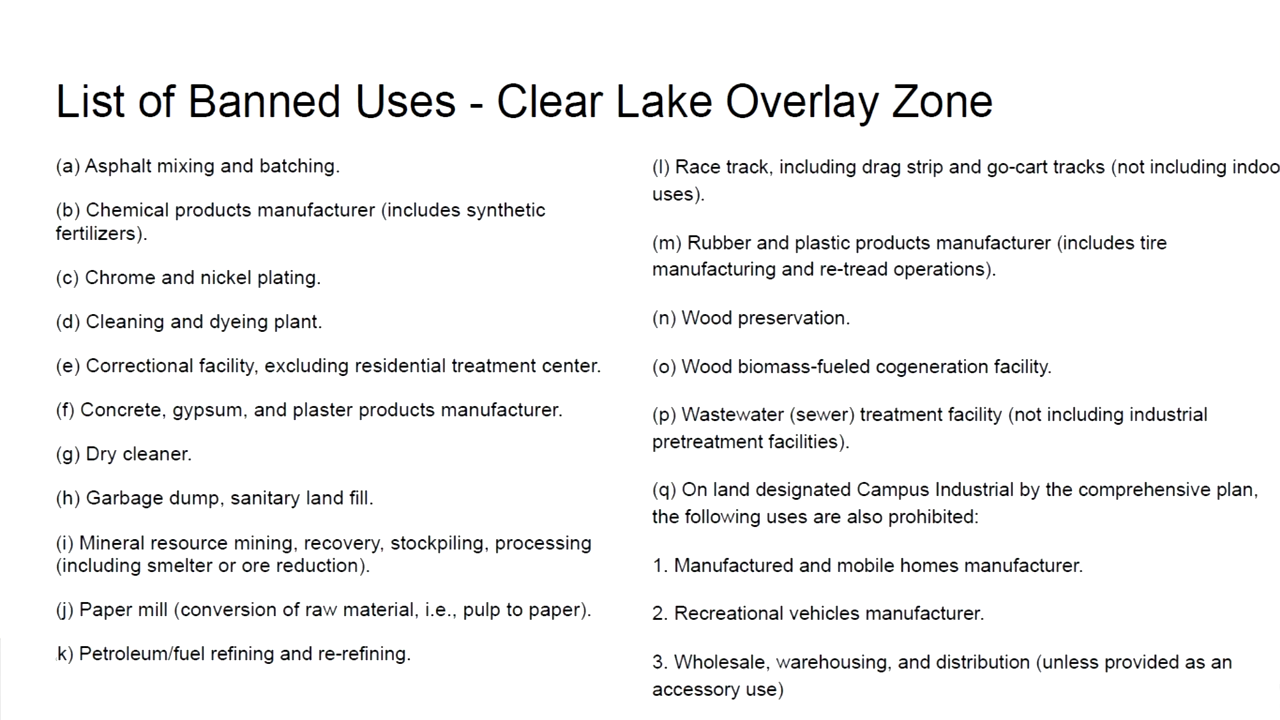 List of Banned Uses - Clear Lake Overlay Zone
(a) Asphalt mixing and batching.
(b) Chemical products manufacturer (includes synthetic
fertilizers).
(c) Chrome and nickel plating.
(d) Cleaning and dyeing plant.
(e) Correctional facility, excluding residential treatment center.
(f) Concrete, gypsum, and plaster products manufacturer.
(g) Dry cleaner.
(h) Garbage dump, sanitary land fill.
(i) Mineral resource mining, recovery, stockpiling, processing
(including smelter or ore reduction).
(j) Paper mill (conversion of raw material, i.e., pulp to paper).
k) Petroleum/fuel refining and re-refining.
(l) Race track, including drag strip and go-cart tracks (not including indoo
uses).
(m) Rubber and plastic products manufacturer (includes tire
manufacturing and re-tread operations).
(n) Wood preservation.
(o) Wood biomass-fueled cogeneration facility.
(p) Wastewater (sewer) treatment facility (not including industrial
pretreatment facilities).
(q) On land designated Campus Industrial by the comprehensive plan,
the following uses are also prohibited:
1. Manufactured and mobile homes manufacturer.
2. Recreational vehicles manufacturer.
3. Wholesale, warehousing, and distribution (unless provided as an
accessory use)